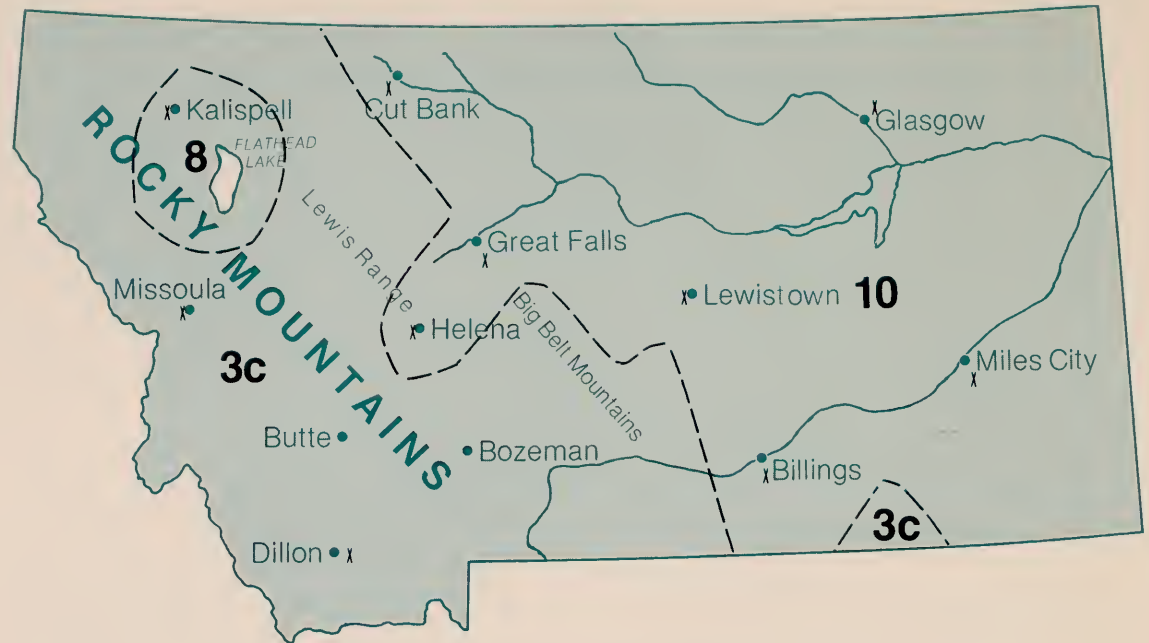 Cut Bank
x
Kalispell
x
Glasgow
x
8
FLATHEAD
LAKE
ROCKY MOUNTAINS
Lewis Range
Great Falls
x
Missoula
x
Lewistown
x
10
Helena
x
Big Belt Mountains
3c
Miles City
x
Butte
Bozeman
Billings
x
3c
Dillon
x